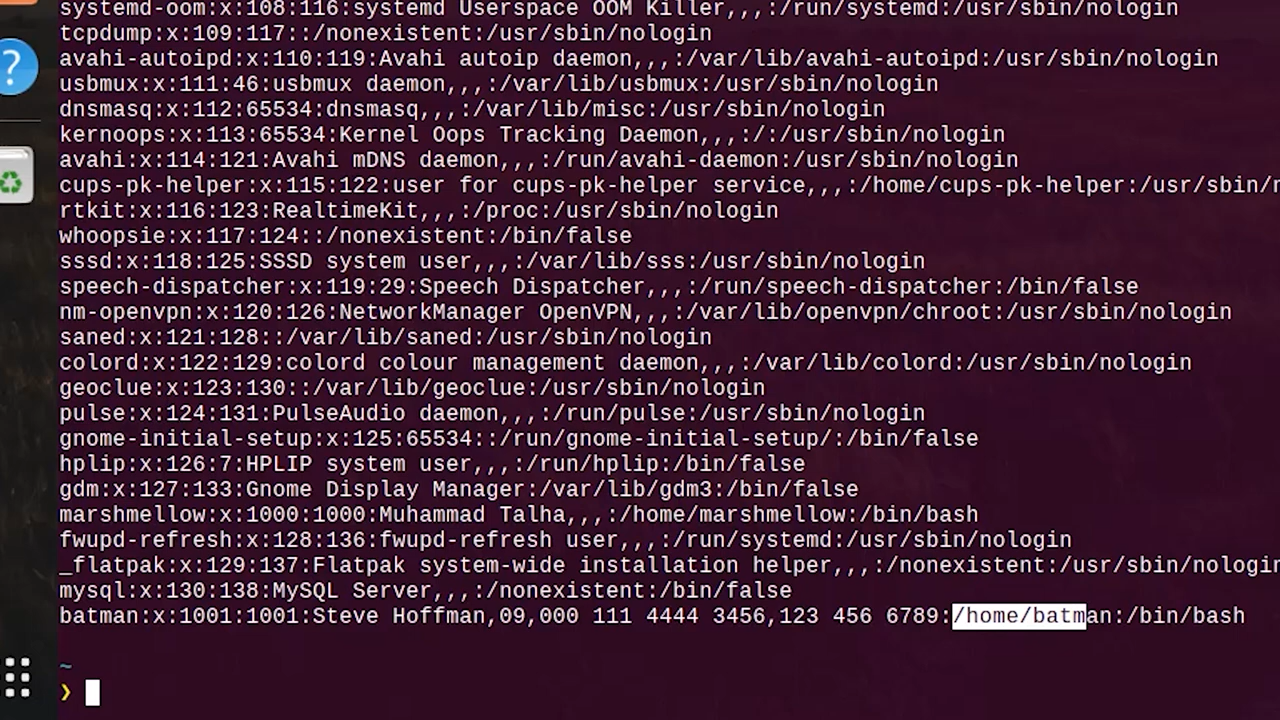 systemd-oom:x:108:116:systemd Userspace OOM Killer,,,:/run/systemd:/usr/sbin/nologin
tcpdump:x:109:117::/nonexistent:/usr/sbin/nologin
avahi-autoipd:x:110:119:Avahi autoip daemon,,,:/var/lib/avahi-autoipd:/usr/sbin/nologin
usbmux:x:111:46:usbmux daemon,,,:/var/lib/usbmux:/usr/sbin/nologin
dnsmasq:x:112:65534:dnsmasq,,,:/var/lib/misc:/usr/sbin/nologin
kernoops:x:113:65534:Kernel Oops Tracking Daemon,,,:/:/usr/sbin/nologin
avahi:x:114:121:Avahi mDNS daemon,,,:/run/avahi-daemon:/usr/sbin/nologin
cups-pk-helper:x:115:122:user for cups-pk-helper service,,,:/home/cups-pk-helper:/usr/sbin/n
rtkit:x:116:123:RealtimeKit,,,:/proc:/usr/sbin/nologin
whoopsie:x:117:124::/nonexistent:/bin/false
sssd:x:118:125:SSSD system user,,,:/var/lib/sss:/usr/sbin/nologin
speech-dispatcher:x:119:29:Speech Dispatcher,,,:/run/speech-dispatcher:/bin/false
nm-openvpn:x:120:126:NetworkManager OpenVPN,,,:/var/lib/openvpn/chroot:/usr/sbin/nologin
saned:x:121:128::/var/lib/saned:/usr/sbin/nologin
colord:x:122:129:colord colour management daemon,,,:/var/lib/colord:/usr/sbin/nologin
geoclue:x:123:130::/var/lib/geoclue:/usr/sbin/nologin
pulse:x:124:131:PulseAudio daemon,,,:/run/pulse:/usr/sbin/nologin
gnome-initial-setup:x:125:65534::/run/gnome-initial-setup/:/bin/false
hplip:x:126:7:HPLIP system user,,,:/run/hplip:/bin/false
gdm:x:127:133:Gnome Display Manager:/var/lib/gdm3:/bin/false
marshmellow:x:1000:1000:Muhammad Talha,,,:/home/marshmellow:/bin/bash
fwupd-refresh:x:128:136:fwupd-refresh user,,,:/run/systemd:/usr/sbin/nologin
_flatpak:x:129:137:Flatpak system-wide installation helper,,,:/nonexistent:/usr/sbin/nologin
mysql:x:130:138:MySQL Server,,,:/nonexistent:/bin/false
batman:x:1001:1001:Steve Hoffman,09,000 111 4444 3456,123 456 6789:/home/batman:/bin/bash
~
❯